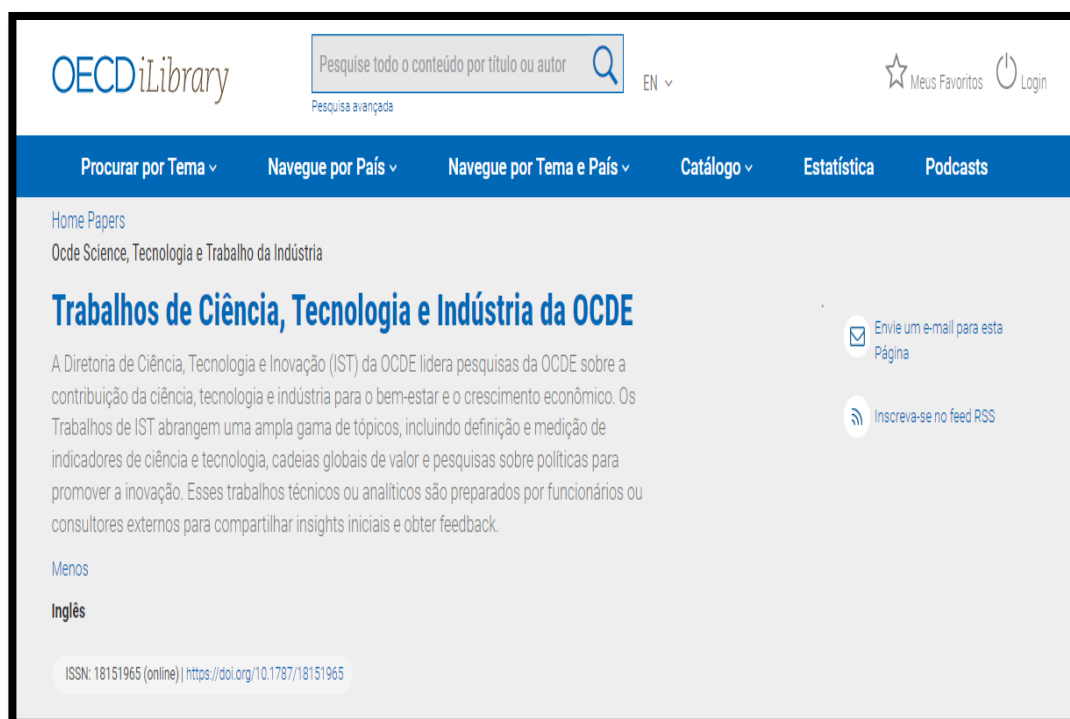 OECDiLibrary
Pesquise todo o conteúdo por título ou autor
Pesquisa avançada
EN
Meus Favoritos
Login
Procurar por Tema
Navegue por País
Navegue por Tema e País
Catálogo
Estatística
Podcasts
Home Papers
Ocde Science, Tecnologia e Trabalho da Indústria
Trabalhos de Ciência, Tecnologia e Indústria da OCDE
A Diretoria de Ciência, Tecnologia e Inovação (IST) da OCDE lidera pesquisas da OCDE sobre a
contribuição da ciência, tecnologia e indústria para o bem-estar e o crescimento econômico. Os
Trabalhos de IST abrangem uma ampla gama de tópicos, incluindo definição e medição de
indicadores de ciência e tecnologia, cadeias globais de valor e pesquisas sobre políticas para
promover a inovação. Esses trabalhos técnicos ou analíticos são preparados por funcionários ou
consultores externos para compartilhar insights iniciais e obter feedback.
Menos
Inglês
ISSN: 18151965 (online) | https://doi.org/10.1787/18151965
Envie um e-mail para esta
Página
Inscreva-se no feed RSS